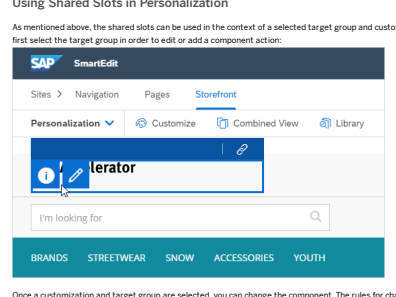 Using Shared Slots in Personalization
As mentioned above, the shared slots can be used in the context of a selected target group and custo
first select the target group in order to edit or add a component action:
SAP SmartEdit
Sites > Navigation Pages Storefront
Personalization Customize Combined View Library
lerator
I'm looking for
BRANDS STREETWEAR SNOW ACCESSORIES YOUTH
Once a customization and target group are selected, you can change the component. The rules for cha